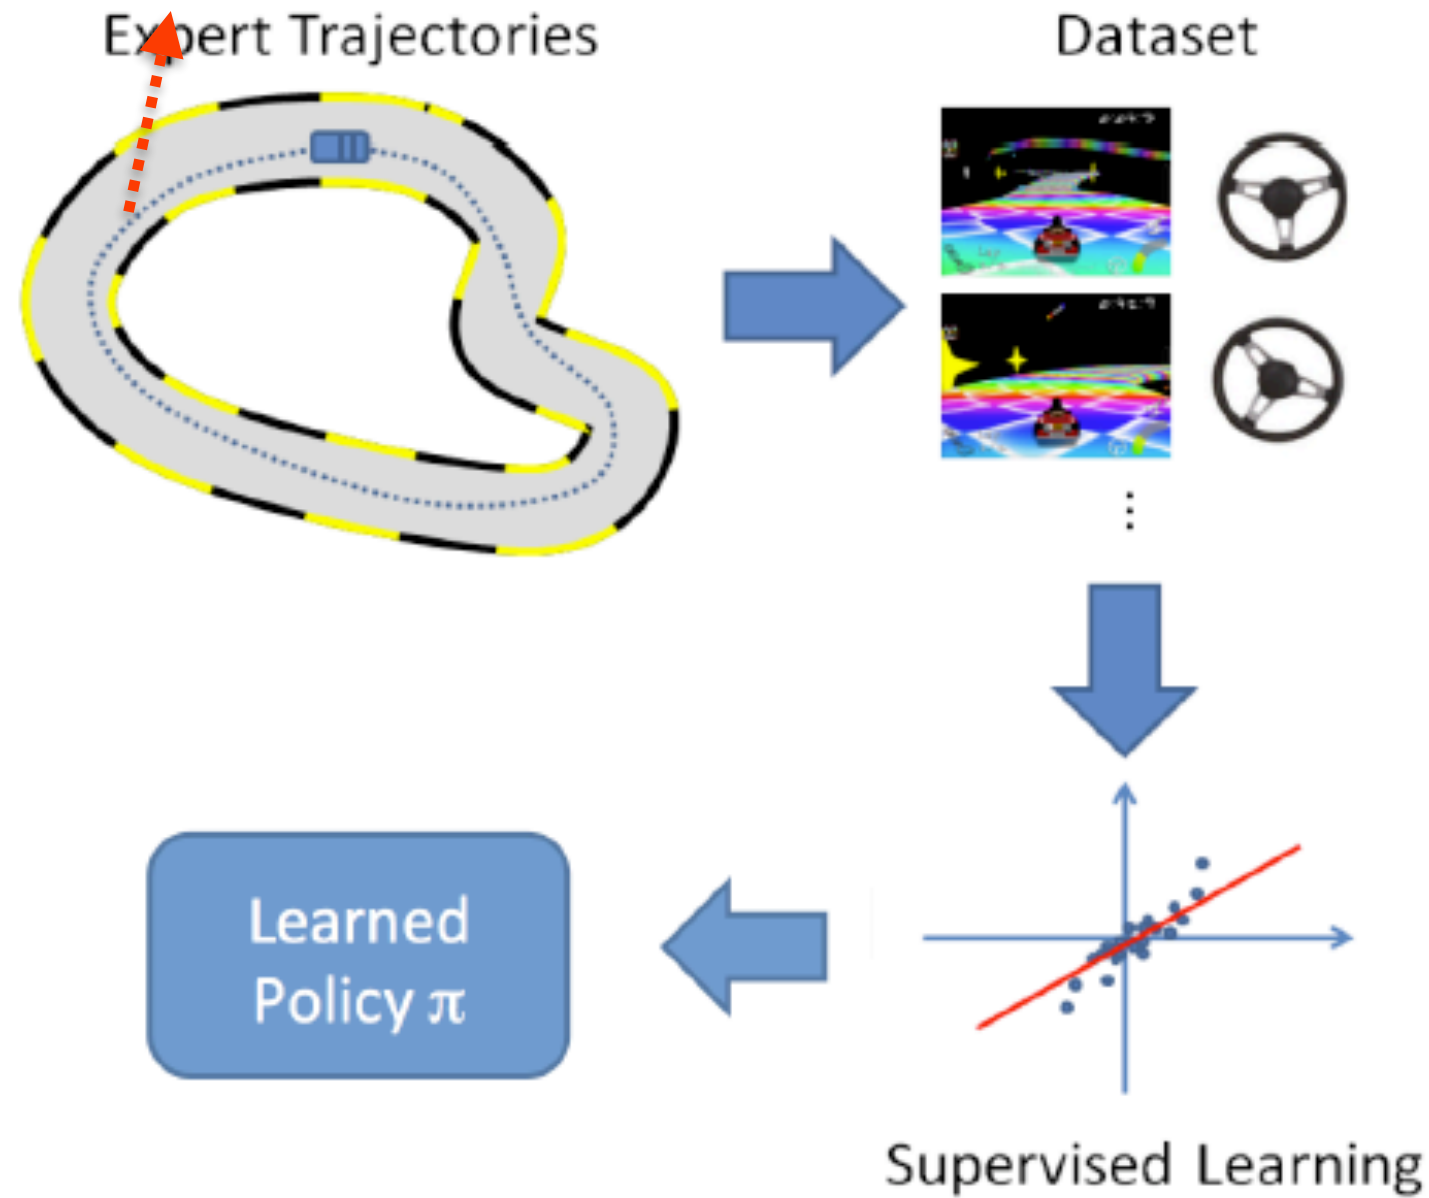 Expert Trajectories
Dataset
Learned
Policy π
Supervised Learning